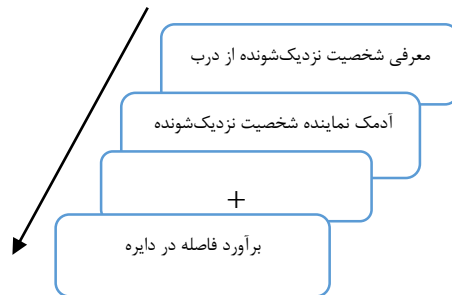 معرفی شخصیت نزدیک‌شونده از درب
آدمک نماینده شخصیت نزدیک‌شونده
+
برآورد فاصله در دایره